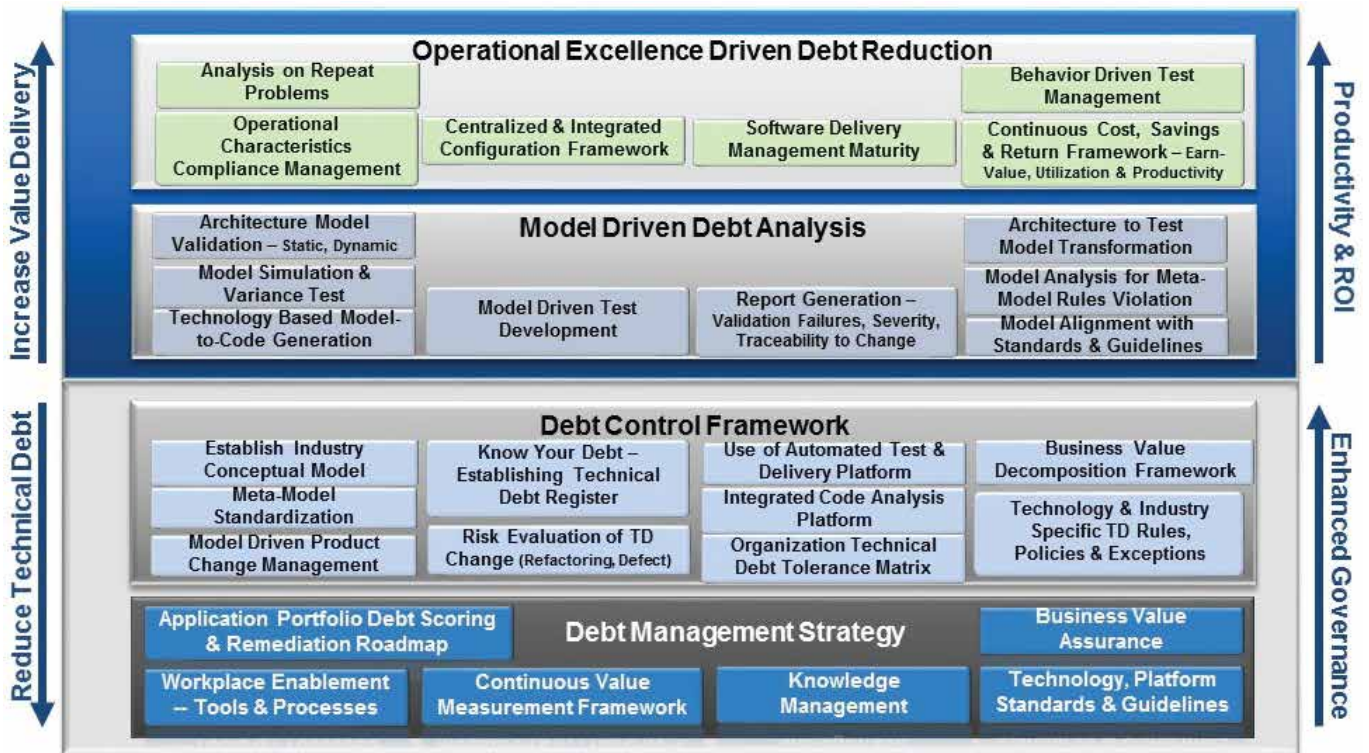 Increase Value Delivery
Reduce Technical Debt
Operational Excellence Driven Debt Reduction
Analysis on Repeat
Problems
Operational
Characteristics
Compliance Management
Centralized & Integrated
Configuration Framework
Software Delivery
Management Maturity
Behavior Driven Test
Management
Continuous Cost, Savings
& Return Framework – Earn-
Value, Utilization & Productivity
Model Driven Debt Analysis
Architecture Model
Validation – Static, Dynamic
Model Simulation &
Variance Test
Technology Based Model-
to-Code Generation
Model Driven Test
Development
Report Generation –
Validation Failures, Severity,
Traceability to Change
Architecture to Test
Model Transformation
Model Analysis for Meta-
Model Rules Violation
Model Alignment with
Standards & Guidelines
Debt Control Framework
Establish Industry
Conceptual Model
Meta-Model
Standardization
Model Driven Product
Change Management
Know Your Debt –
Establishing Technical
Debt Register
Risk Evaluation of TD
Change (Refactoring, Defect)
Use of Automated Test &
Delivery Platform
Integrated Code Analysis
Platform
Organization Technical
Debt Tolerance Matrix
Business Value
Decomposition Framework
Technology & Industry
Specific TD Rules,
Policies & Exceptions
Debt Management Strategy
Application Portfolio Debt Scoring
& Remediation Roadmap
Workplace Enablement
-- Tools & Processes
Continuous Value
Measurement Framework
Knowledge
Management
Business Value
Assurance
Technology, Platform
Standards & Guidelines
Productivity & ROI
Enhanced Governance